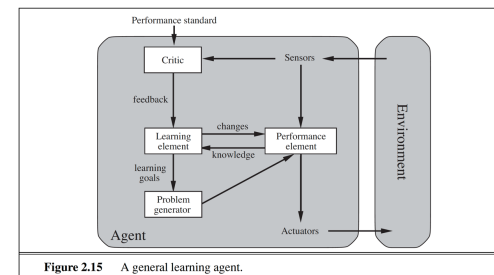 Performance standard
Critic
Sensors
feedback
changes
Learning
element
Performance
element
knowledge
learning
goals
Problem
generator
Agent
Actuators
Environment
Figure 2.15 A general learning agent.